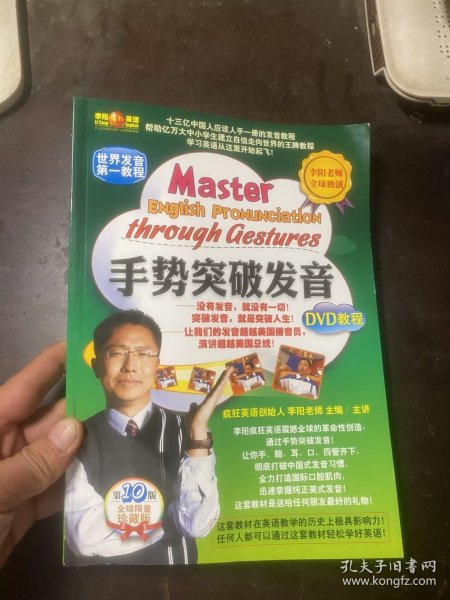 李阳 英语
Li Yang English
十三亿中国人应该人手一册的发音教程
帮助亿万大中小学生建立自信走向世界的王牌教程
学习英语从这里开始起飞!
世界发音
第一教程
李阳老师
全球独创
Master
English Pronunciation
through Gestures
手势突破发音
——没有发音,就没有一切!
突破发音,就是突破人生!
——让我们的发音超越美国播音员,
演讲超越美国总统!
DVD教程
疯狂英语创始人 李阳老师 主编/主讲
李阳疯狂英语震撼全球的革命性创造,
通过手势突破发音!
让你手、脑、耳、口、四管齐下,
彻底打破中国式发音习惯,
全力打造国际口腔肌肉,
迅速掌握纯正美式发音!
这套教材是送给任何朋友最好的礼物!
第10版
全球限量
珍藏版
这套教材在英语教学的历史上极具影响力!
任何人都可以通过这套教材轻松学好英语!
孔夫子旧书网
www.kongfz.com